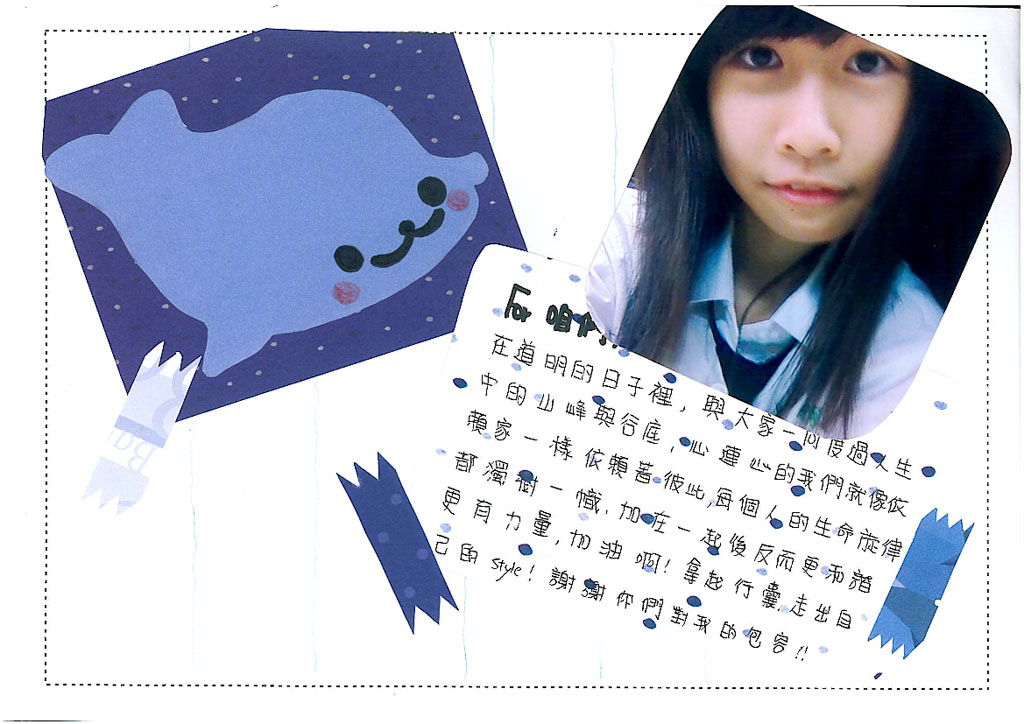 For 咱
在道明的日子裡，與大家一同度過人生
中的山峰與谷底，心連心的我們就像依
賴家一樣依賴著彼此,每個人的生命旋律
都獨樹一幟.加在一起後反而更和諧
更有力量,加油啊! 拿起行囊.走出自
己的 style! 謝謝你們對我的包容!!